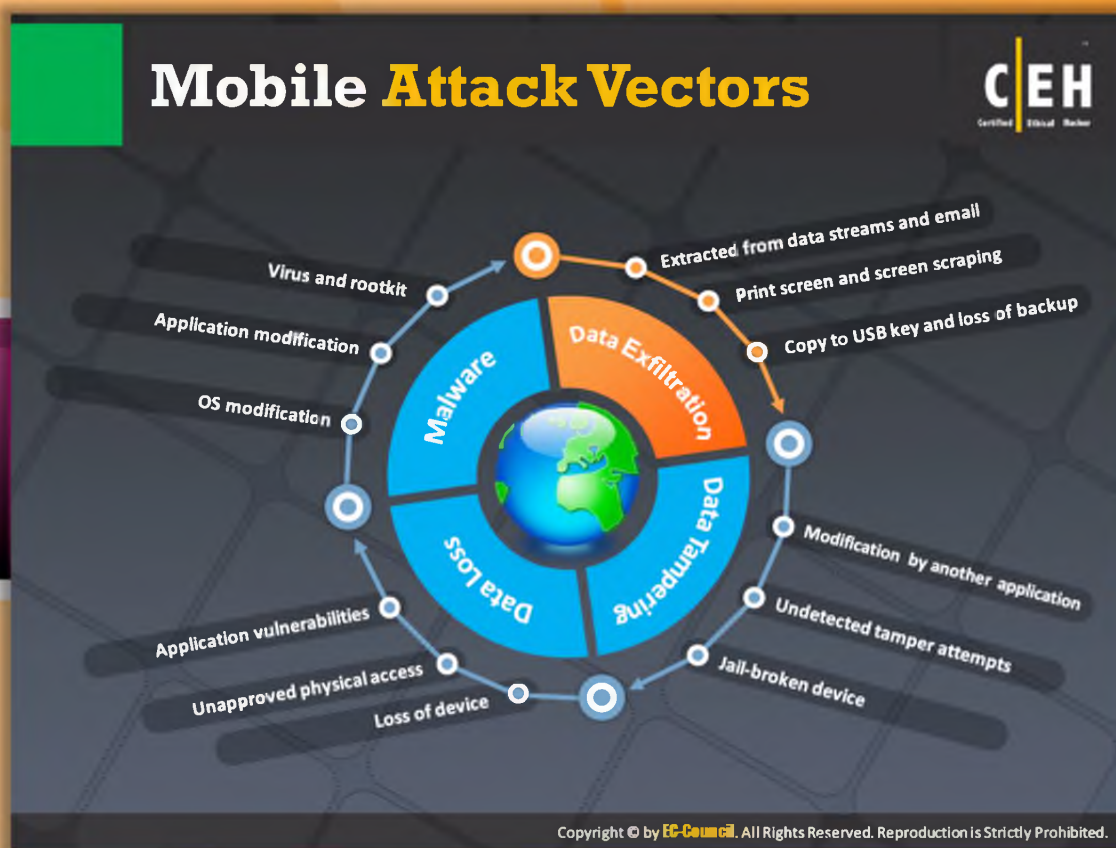 Mobile Attack Vectors
C|EH
Certified Ethical Hacker
Extracted from data streams and email
Print screen and screen scraping
Copy to USB key and loss of backup
Virus and rootkit
Application modification
OS modification
Malware
Data Exfiltration
Data Tampering
Data Loss
Modification by another application
Undetected tamper attempts
Jail-broken device
Application vulnerabilities
Unapproved physical access
Loss of device
Copyright © by EC-Council. All Rights Reserved. Reproduction is Strictly Prohibited.